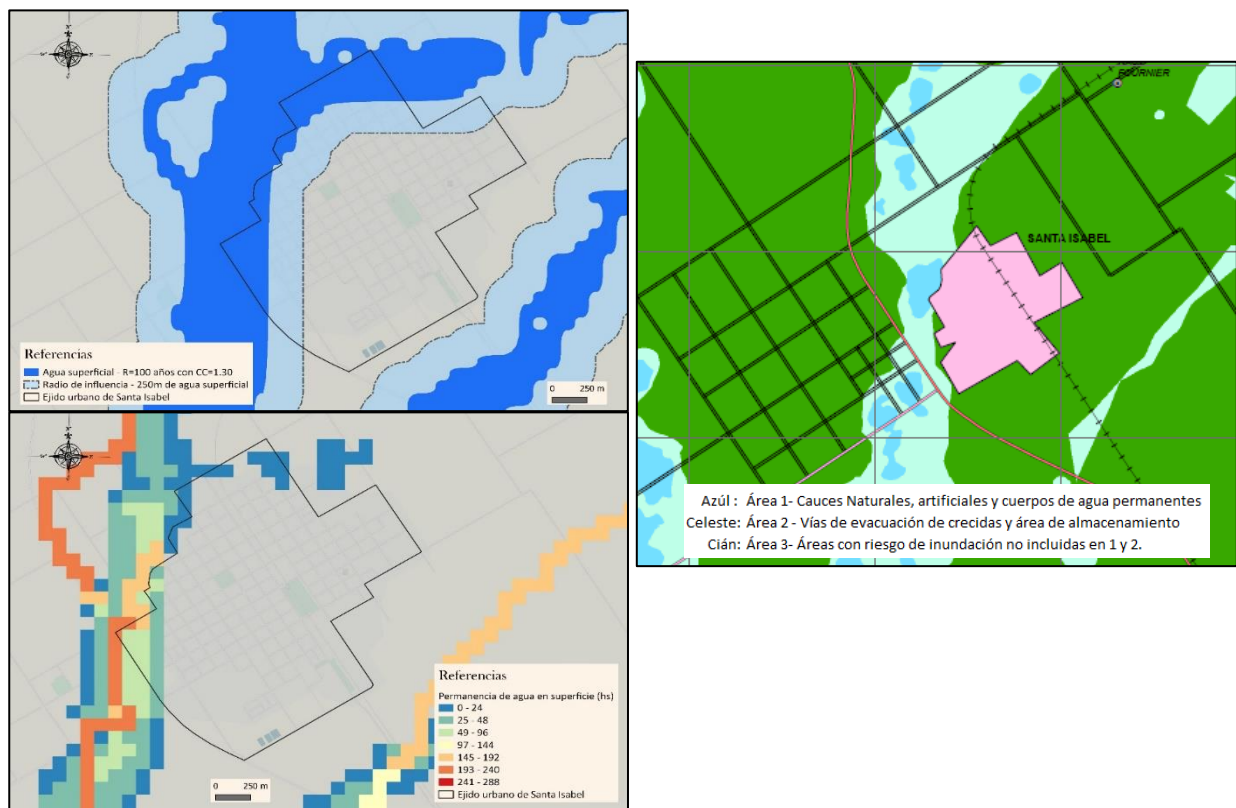 Referencias
Agua superficial - R=100 años con CC=1.30
Radio de influencia - 250m de agua superficial
Ejido urbano de Santa Isabel
0 250 m
Referencias
Permanencia de agua en superficie (hs)
0 - 24
25 - 48
49 - 96
97 - 144
145 - 192
193 - 240
241 - 288
Ejido urbano de Santa Isabel
0 250 m
FOURNIER
SANTA ISABEL
Azúl : Área 1- Cauces Naturales, artificiales y cuerpos de agua permanentes
Celeste: Área 2 - Vías de evacuación de crecidas y área de almacenamiento
Cián: Área 3- Áreas con riesgo de inundación no incluidas en 1 y 2.